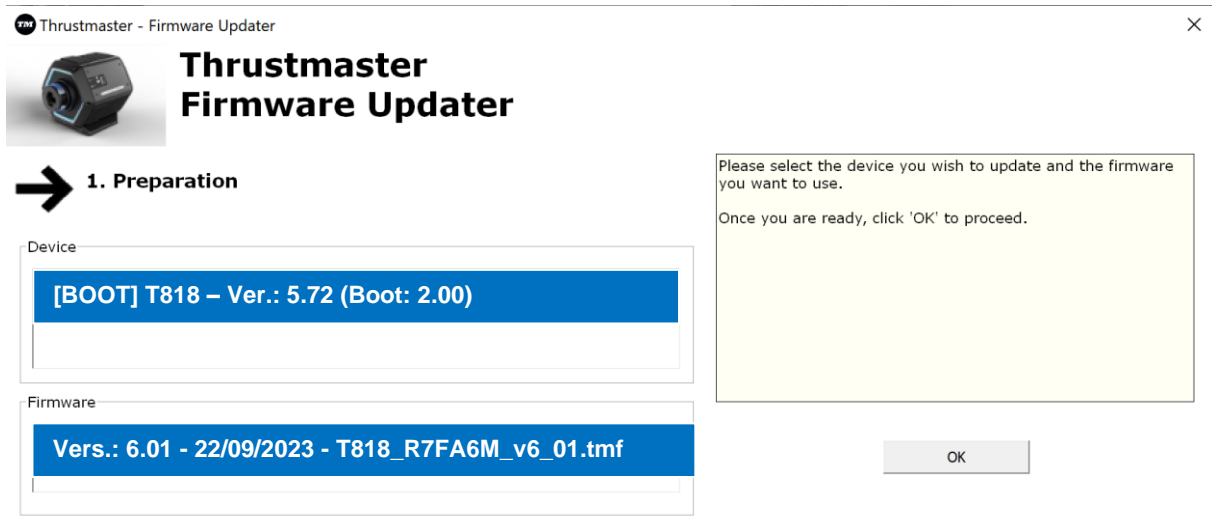 TM Thrustmaster - Firmware Updater
Thrustmaster
Firmware Updater
1. Preparation
Please select the device you wish to update and the firmware
you want to use.
Once you are ready, click 'OK' to proceed.
Device
[BOOT] T818 – Ver.: 5.72 (Boot: 2.00)
Firmware
Vers.: 6.01 - 22/09/2023 - T818_R7FA6M_v6_01.tmf
OK